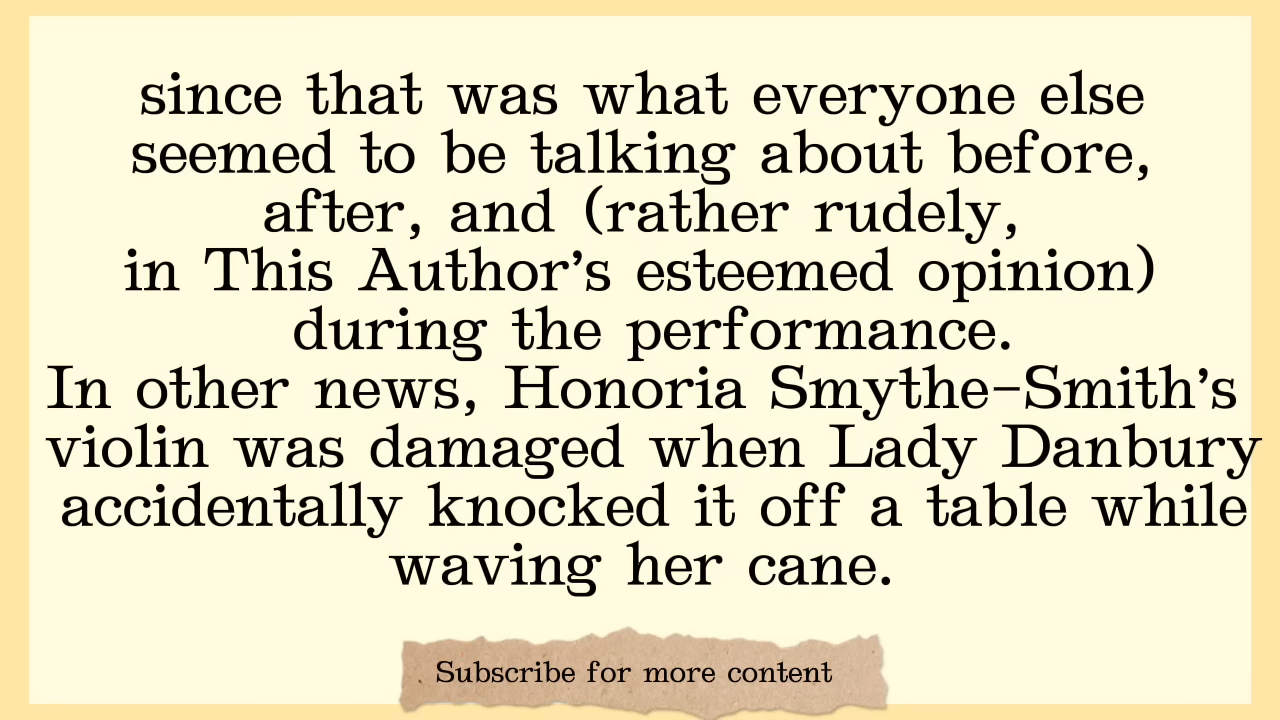 since that was what everyone else
seemed to be talking about before,
after, and (rather rudely,
in This Author's esteemed opinion)
during the performance.
In other news, Honoria Smythe-Smith's
violin was damaged when Lady Danbury
accidentally knocked it off a table while
waving her cane.
Subscribe for more content